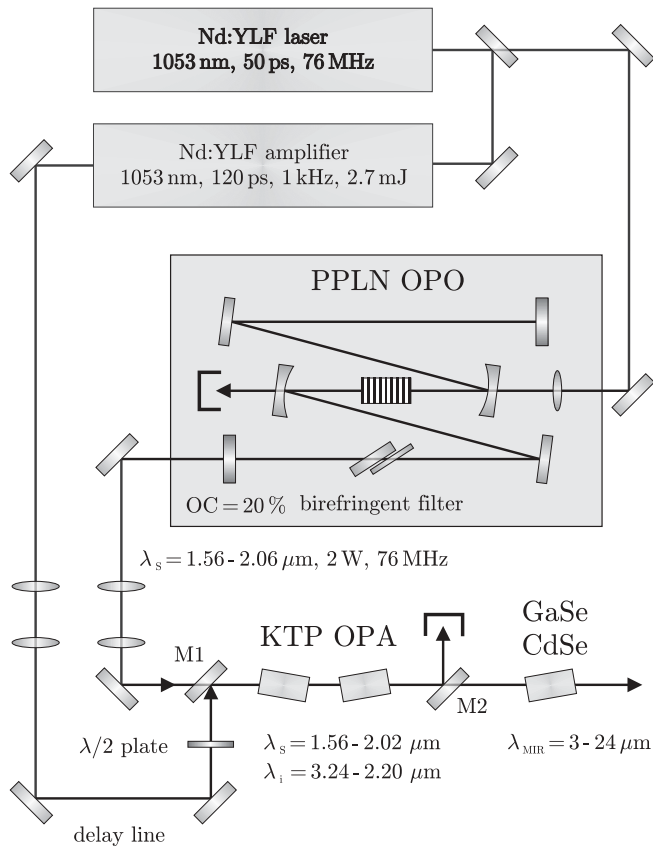 Nd:YLF laser
1053 nm, 50 ps, 76 MHz
Nd:YLF amplifier
1053 nm, 120 ps, 1 kHz, 2.7 mJ
PPLN OPO
OC = 20 % birefringent filter
λs = 1.56 - 2.06 μm, 2 W, 76 MHz
GaSe
CdSe
KTP OPA
M1
M2
λ/2 plate
λs = 1.56 - 2.02 μm
λi = 3.24 - 2.20 μm
λMIR = 3 - 24 μm
delay line